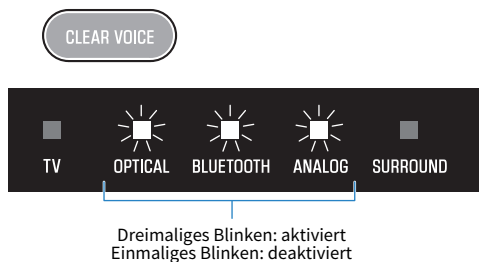 CLEAR VOICE
TV OPTICAL BLUETOOTH ANALOG SURROUND
Dreimaliges Blinken: aktiviert
Einmaliges Blinken: deaktiviert